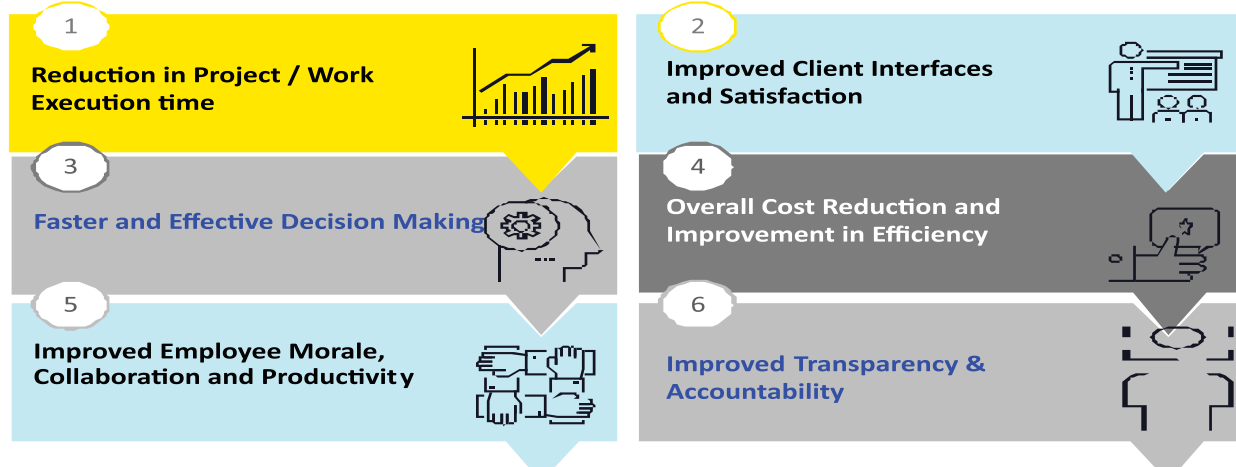 1
Reduction in Project / Work
Execution time
2
Improved Client Interfaces
and Satisfaction
3
Faster and Effective Decision Making
4
Overall Cost Reduction and
Improvement in Efficiency
5
Improved Employee Morale,
Collaboration and Productivity
6
Improved Transparency &
Accountability